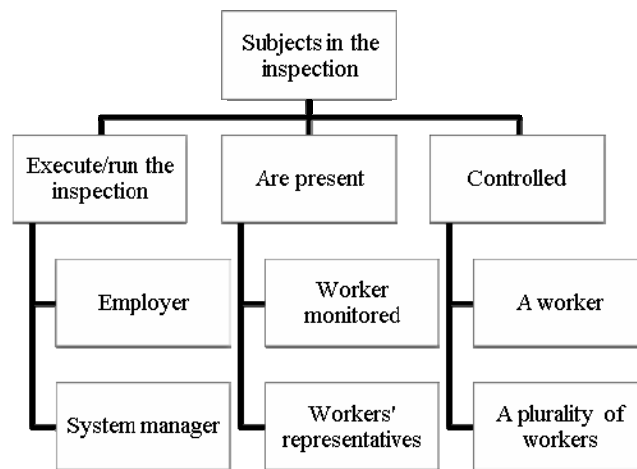 Subjects in the
inspection
Execute/run the
inspection
Are present
Controlled
Employer
Worker
monitored
A worker
System manager
Workers'
representatives
A plurality of
workers